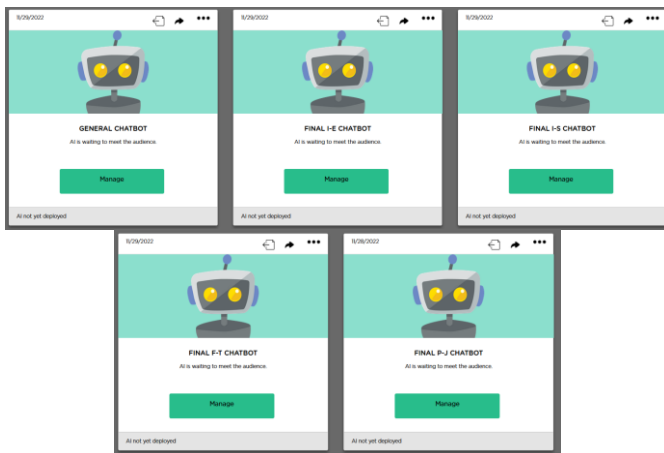 11/29/2022
GENERAL CHATBOT
AI is waiting to meet the audience.
Manage
AI not yet deployed
11/29/2022
FINAL I-E CHATBOT
AI is waiting to meet the audience.
Manage
AI not yet deployed
11/29/2022
FINAL I-S CHATBOT
AI is waiting to meet the audience.
Manage
AI not yet deployed
11/29/2022
FINAL F-T CHATBOT
AI is waiting to meet the audience.
Manage
AI not yet deployed
11/28/2022
FINAL P-J CHATBOT
AI is waiting to meet the audience.
Manage
AI not yet deployed